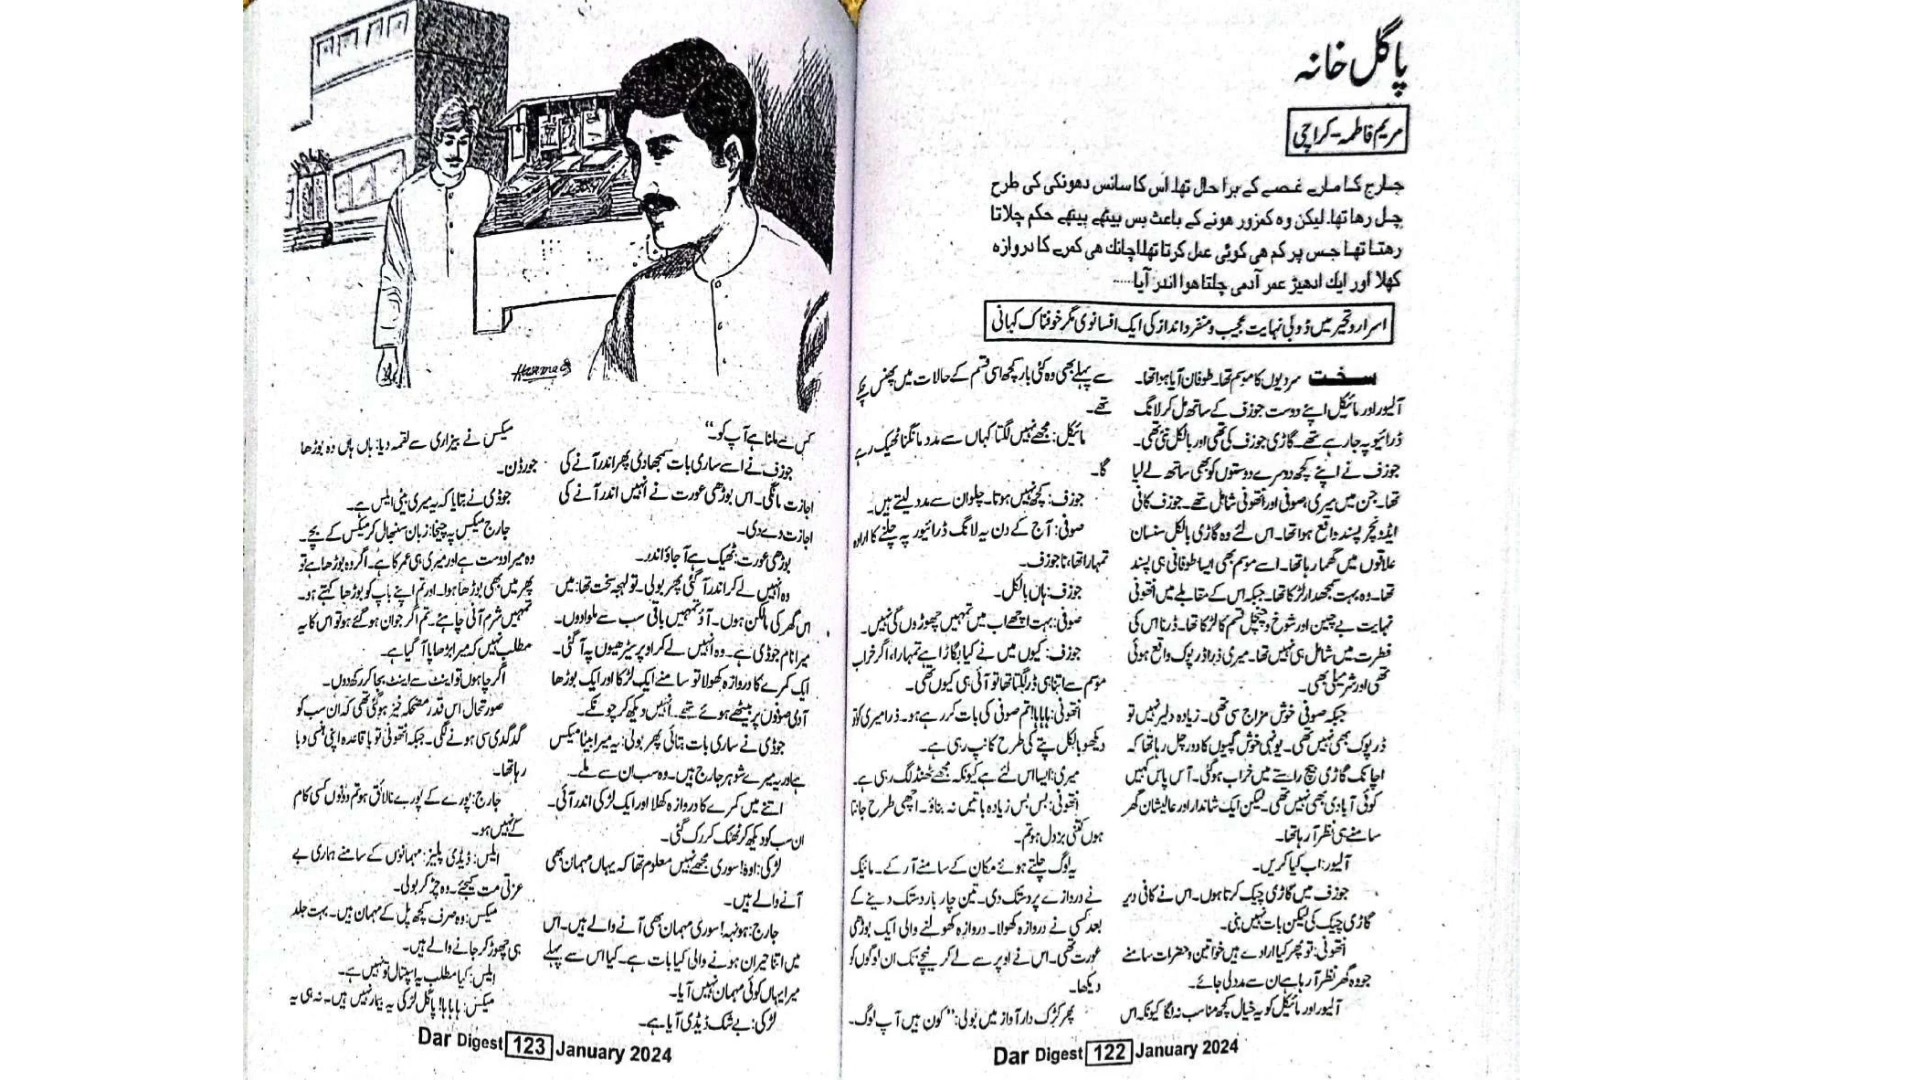 پاگل خانہ
مریم فاطمہ-کراچی
جارج کا مارے غصے کے برا حال تھا۔ اس کا سانس دھونکی کی طرح
چل رہا تھا۔ لیکن وہ کمزور ہونے کے باعث بس بیٹھے بیٹھے حکم چلاتا
رہتا تھا جس پر کم ہی کوئی عمل کرتا تھا۔ اچانک ہی کمرے کا دروازہ
کھلا اور ایک ادھیڑ عمر آدمی چلتا ہوا اندر آیا......
اسرار و تحیر میں ڈوبی نہایت عجیب و منفرد انداز کی ایک افسانوی مگر خوفناک کہانی
سخت سردیوں کا موسم تھا۔ طوفان آیا ہوا تھا۔
آلیور اور مائیکل اپنے دوست جوزف کے ساتھ مل کر لانگ
ڈرائیو پہ جا رہے تھے۔ گاڑی جوزف کی تھی اور بالکل نئی تھی۔
جوزف نے اپنے کچھ دوسرے دوستوں کو بھی ساتھ لے لیا
تھا۔ جن میں میری، صوفی اور انتھونی شامل تھے۔ جوزف کافی
ایڈونچر پسند واقع ہوا تھا۔ اس لئے وہ گاڑی بالکل سنسان
علاقوں میں گھما رہا تھا۔ اسے موسم بھی ایسا طوفانی ہی پسند
تھا۔ وہ بہت سمجھدار لڑکا تھا۔ جبکہ اس کے مقابلے میں انتھونی
نہایت بے چین اور شوخ و چنچل قسم کا لڑکا تھا۔ ڈرنا اس کی
فطرت میں شامل ہی نہیں تھا۔ میری ذرا ڈرپوک واقع ہوئی
تھی اور شرمیلی بھی۔
جبکہ صوفی خوش مزاج سی تھی۔ زیادہ دلیر نہیں تو
ڈرپوک بھی نہیں تھی۔ یونہی خوش گپیوں کا دور چل رہا تھا کہ
اچانک گاڑی بیچ راستے میں خراب ہوگئی۔ آس پاس کہیں
کوئی آبادی بھی نہیں تھی۔ لیکن ایک شاندار اور عالیشان گھر
سامنے ہی نظر آ رہا تھا۔
آلیور: اب کیا کریں۔
جوزف میں گاڑی چیک کرتا ہوں۔ اس نے کافی دیر
گاڑی چیک کی لیکن بات نہیں بنی۔
انتھونی: تو پھر کیا ارادے ہیں خواتین و حضرات سامنے
جو وہ گھر نظر آ رہا ہے ان سے مدد لی جائے۔
آلیور اور مائیکل کو یہ خیال کچھ مناسب نہ لگا کیونکہ اس
سے پہلے بھی وہ کئی بار کچھ اسی قسم کے حالات میں پھنس چکے
تھے۔
مائیکل: مجھے نہیں لگتا کہاں سے مدد مانگنا ٹھیک رہے
گا۔
جوزف: کچھ نہیں ہوتا۔ چلو ان سے مدد لیتے ہیں۔
صوفی: آج کے دن یہ لانگ ڈرائیور پہ چلنے کا ارادہ
تمہارا تھا، نا جوزف۔
جوزف: ہاں بالکل۔
صوفی: بہت اچھے اب میں تمہیں چھوڑوں گی نہیں۔
جوزف: کیوں میں نے کیا بگاڑا ہے تمہارا، اگر خراب
موسم سے اتنا ہی ڈر لگتا تھا تو آئی ہی کیوں تھی۔
انتھونی: ہاہاہا! تم صوفی کی بات کر رہے ہو۔ ذرا میری کو تو
دیکھو بالکل پتے کی طرح کانپ رہی ہے۔
میری: ایسا اس لئے ہے کیونکہ مجھے ٹھنڈ لگ رہی ہے۔
انتھونی: بس بس زیادہ باتیں نہ بناؤ۔ اچھی طرح جانتا
ہوں کتنی بزدل ہو تم۔
یہ لوگ چلتے ہوئے مکان کے سامنے آ رکے۔ مائیک
نے دروازے پر دستک دی۔ تین چار بار دستک دینے کے
بعد کسی نے دروازہ کھولا۔ دروازہ کھولنے والی ایک بوڑھی
عورت تھی۔ اس نے اوپر سے لے کر نیچے تک ان لوگوں کو
دیکھا۔
پھر کڑک دار آواز میں بولی: "کون ہیں آپ لوگ۔
Dar Digest 122 January 2024
کس سے ملنا ہے آپ کو۔"
جوزف نے اسے ساری بات سمجھا دی پھر اندر آنے کی
اجازت مانگی۔ اس بوڑھی عورت نے انہیں اندر آنے کی
اجازت دے دی۔
بوڑھی عورت: ٹھیک ہے آ جاؤ اندر۔
وہ انہیں لے کر اندر آ گئی پھر بولی۔ تو لہجہ سخت تھا: میں
اس گھر کی مالکن ہوں۔ آؤ تمہیں باقی سب سے ملوادوں۔
میرا نام جوڈی ہے۔ وہ انہیں لے کر اوپر سیڑھیوں پہ آ گئی۔
ایک کمرے کا دروازہ کھولا تو سامنے ایک لڑکا اور ایک بوڑھا
آدمی صوفوں پر بیٹھے ہوئے تھے۔ انہیں دیکھ کر چونکے۔
جوڈی نے ساری بات بتائی پھر بولی: یہ میرا بیٹا میکس
ہے اور یہ میرے شوہر جارج ہیں۔ وہ سب ان سے ملے۔
اتنے میں کمرے کا دروازہ کھلا اور ایک لڑکی اندر آئی۔
ان سب کو دیکھ کر ٹھٹک کر رک گئی۔
لڑکی: اوہ! سوری مجھے نہیں معلوم تھا کہ یہاں مہمان بھی
آنے والے ہیں۔
جارج: ہونہہ! سوری مہمان بھی آنے والے ہیں۔ اس
میں اتنا حیران ہونے والی کیا بات ہے۔ کیا اس سے پہلے
میرا یہاں کوئی مہمان نہیں آیا۔
لڑکی: بے شک ڈیڈی آیا ہے۔
میکس نے بیزاری سے لقمہ دیا: ہاں ہاں وہ بوڑھا
جورڈن۔
جوڈی نے بتایا کہ یہ میری بیٹی ایلس ہے۔
جارج میکس پہ چیخا: زبان سنبھال کر میکس کے بچے۔
وہ میرا دوست ہے اور میری ہی عمر کا ہے۔ اگر وہ بوڑھا ہے تو
پھر میں بھی بوڑھا ہوا۔ اور تم اپنے باپ کو بوڑھا کہتے ہو۔
تمہیں شرم آنی چاہئے۔ تم اگر جوان ہو گئے ہو تو اس کا یہ
مطلب نہیں کہ میرا بڑھاپا آ گیا ہے۔
اگر چاہوں تو اینٹ سے اینٹ بجا کر رکھ دوں۔
صورتحال اس قدر مضحکہ خیز ہو گئی تھی کہ ان سب کو
گدگدی سی ہونے لگی۔ جبکہ انتھونی تو باقاعدہ اپنی ہنسی دبا
رہا تھا۔
جارج: پورے کے پورے نالائق ہو تم دونوں کسی کام
کے نہیں ہو۔
ایلس: ڈیڈی پلیز: مہمانوں کے سامنے ہماری بے
عزتی مت کیجئے۔ وہ چڑ کر بولی۔
میکس: وہ صرف کچھ پل کے مہمان ہیں۔ بہت جلد
ہی چھوڑ کر جانے والے ہیں۔
ایلس: کیا مطلب یہ اسپتال تو نہیں ہے۔
میکس: ہاہاہا! پاگل لڑکی یہ بیمار نہیں ہیں۔ نہ ہی یہ
Dar Digest 123 January 2024